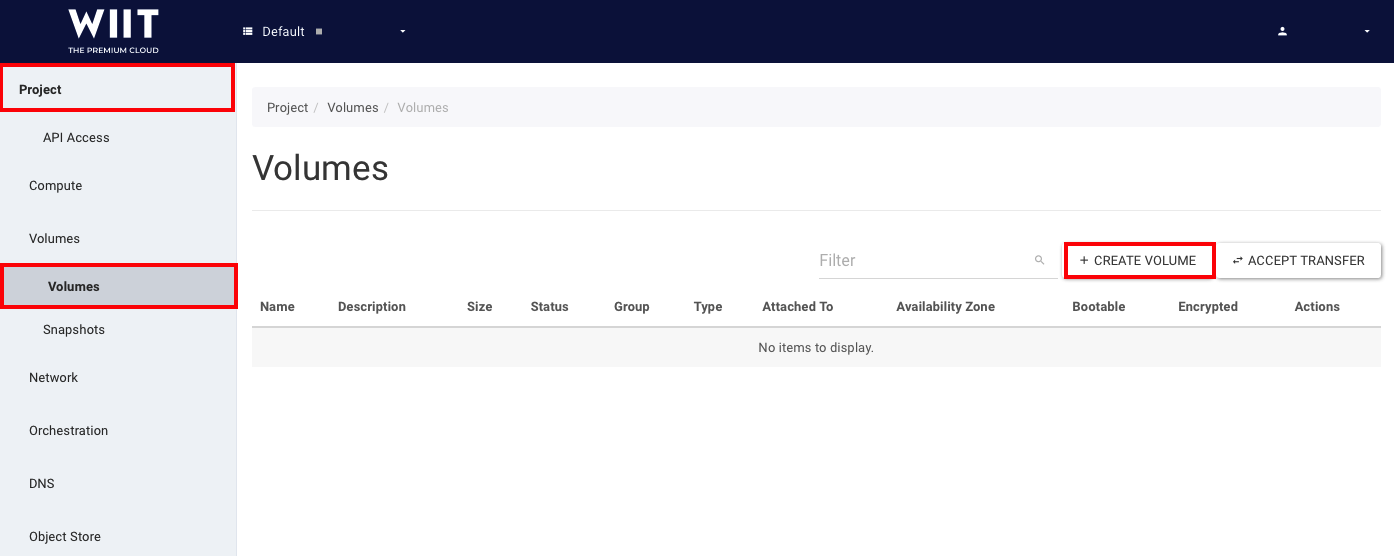 WIIT
THE PREMIUM CLOUD
Default
Project
API Access
Compute
Volumes
Volumes
Snapshots
Network
Orchestration
DNS
Object Store
Project / Volumes / Volumes
Volumes
Filter
+ CREATE VOLUME
ACCEPT TRANSFER
Name Description Size Status Group Type Attached To Availability Zone Bootable Encrypted Actions
No items to display.